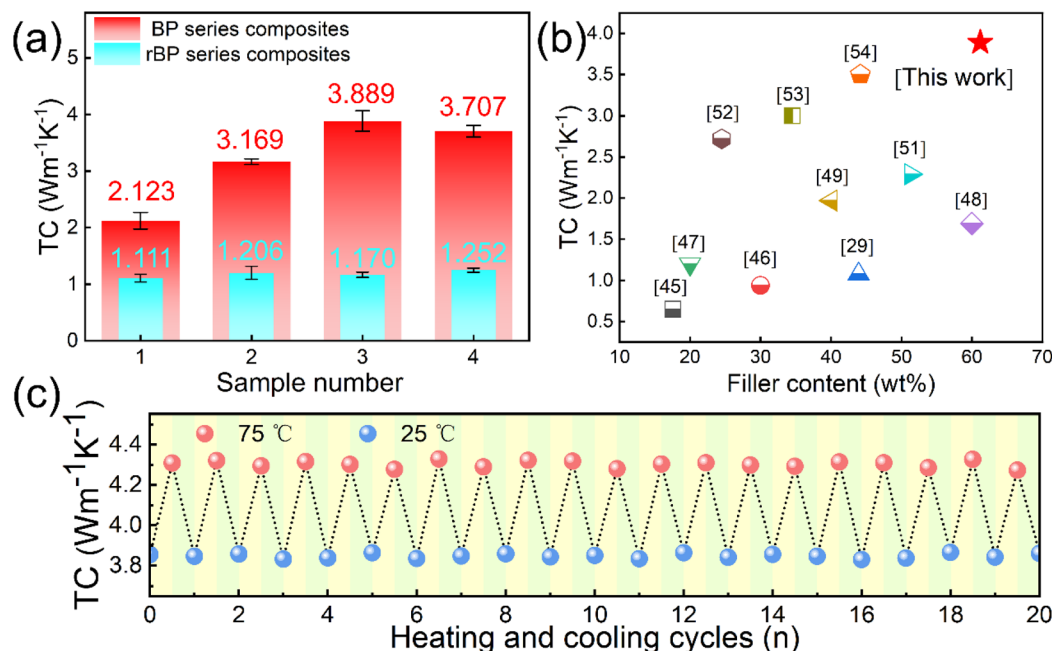 (a)
BP series composites
rBP series composites
TC (Wm⁻¹K⁻¹)
5
4
3
2
1
0
2.123
3.169
3.889
3.707
1.111
1.206
1.170
1.252
1 2 3 4
Sample number
(b)
TC (Wm⁻¹K⁻¹)
4.0
3.5
3.0
2.5
2.0
1.5
1.0
0.5
[54]
[This work]
[53]
[52]
[51]
[49]
[48]
[47]
[46]
[29]
[45]
10 20 30 40 50 60 70
Filler content (wt%)
(c)
75 ℃ 25 ℃
TC (Wm⁻¹K⁻¹)
4.4
4.2
4.0
3.8
0 2 4 6 8 10 12 14 16 18 20
Heating and cooling cycles (n)